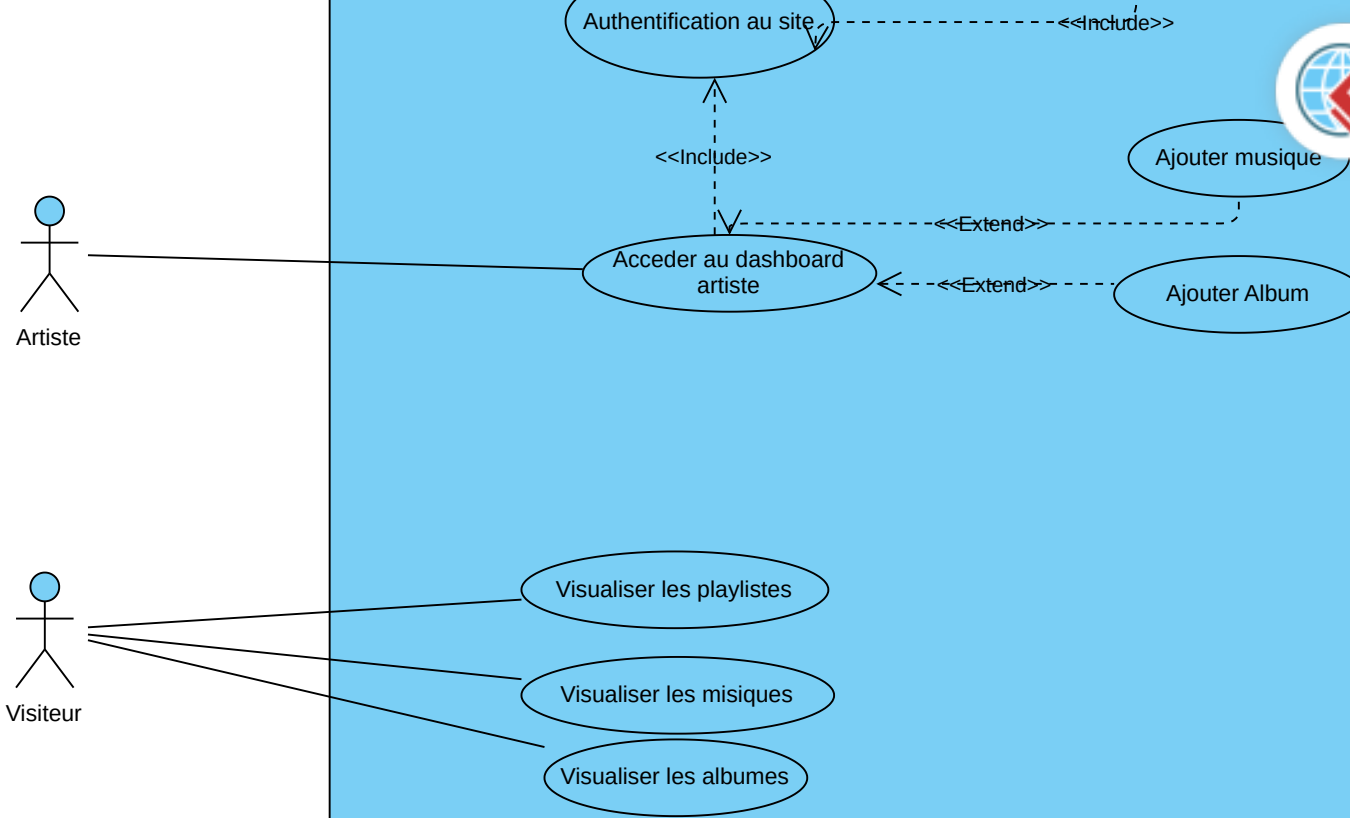 Authentification au site
<<Include>>
<<Include>>
Ajouter musique
<<Extend>>
Acceder au dashboard
artiste
<<Extend>>
Ajouter Album
Artiste
Visualiser les playlistes
Visualiser les misiques
Visiteur
Visualiser les albumes